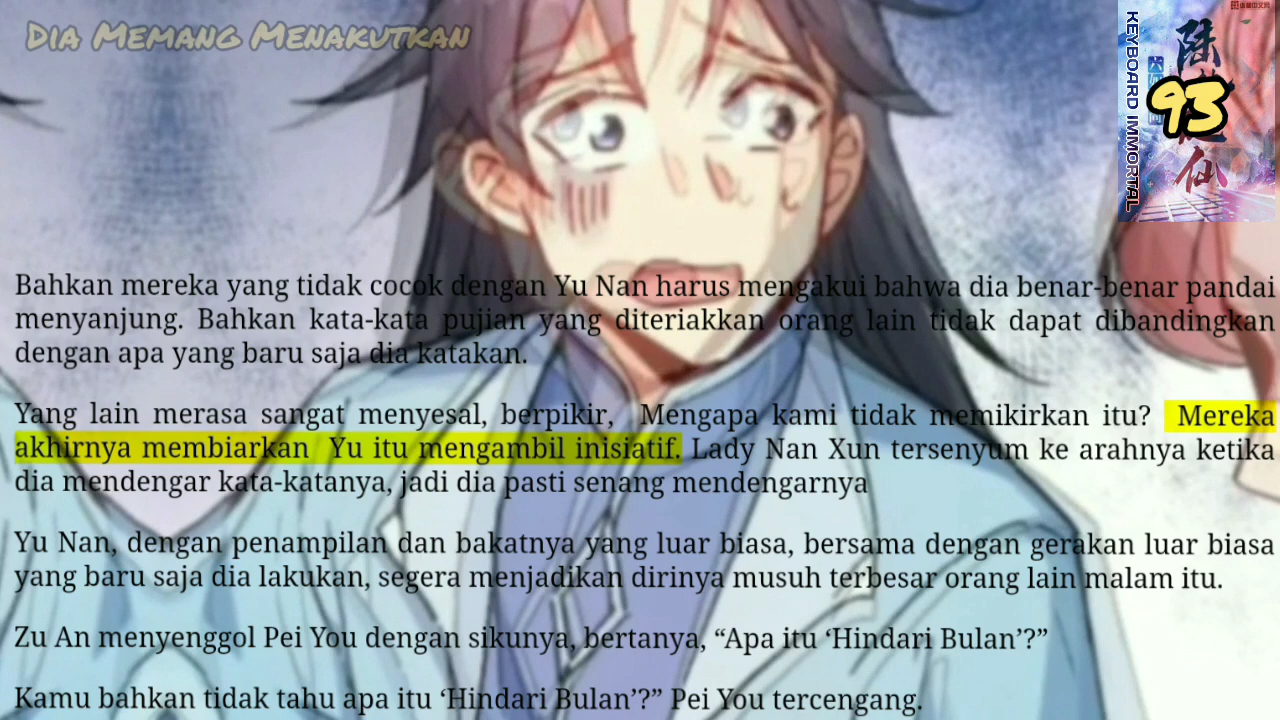 Dia Memang Menakutkan
KEYBOARD IMMORTAL
93
仙
Bahkan mereka yang tidak cocok dengan Yu Nan harus mengakui bahwa dia benar-benar pandai
menyanjung. Bahkan kata-kata pujian yang diteriakkan orang lain tidak dapat dibandingkan
dengan apa yang baru saja dia katakan.
Yang lain merasa sangat menyesal, berpikir, Mengapa kami tidak memikirkan itu? Mereka
akhirnya membiarkan Yu itu mengambil inisiatif. Lady Nan Xun tersenyum ke arahnya ketika
dia mendengar kata-katanya, jadi dia pasti senang mendengarnya
Yu Nan, dengan penampilan dan bakatnya yang luar biasa, bersama dengan gerakan luar biasa
yang baru saja dia lakukan, segera menjadikan dirinya musuh terbesar orang lain malam itu.
Zu An menyenggol Pei You dengan sikunya, bertanya, “Apa itu ‘Hindari Bulan’?”
Kamu bahkan tidak tahu apa itu ‘Hindari Bulan’?” Pei You tercengang.